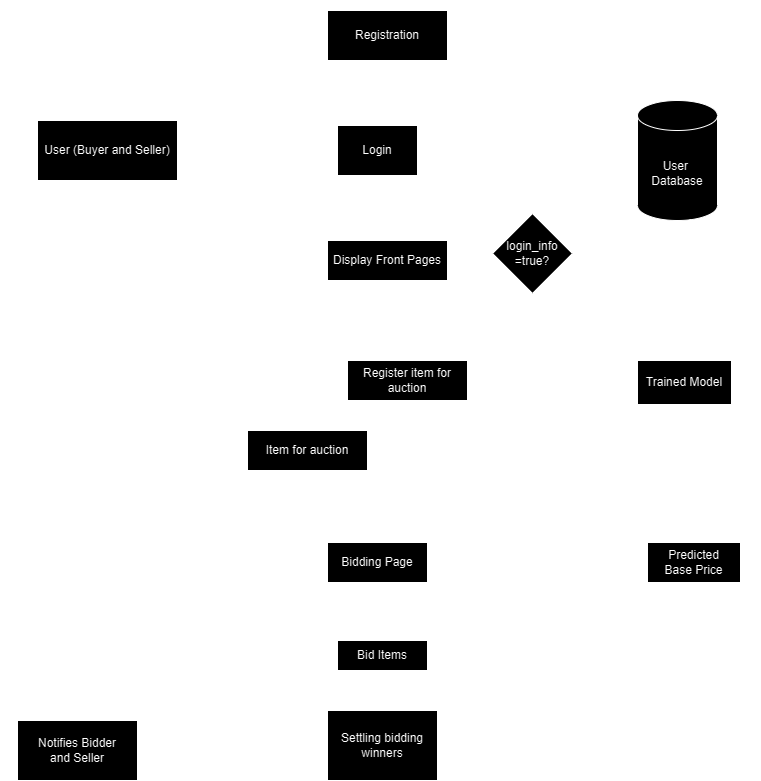 Registration
User (Buyer and Seller)
Login
User
Database
Display Front Pages
login_info
=true?
Register item for
auction
Trained Model
Item for auction
Bidding Page
Predicted
Base Price
Bid Items
Notifies Bidder
and Seller
Settling bidding
winners